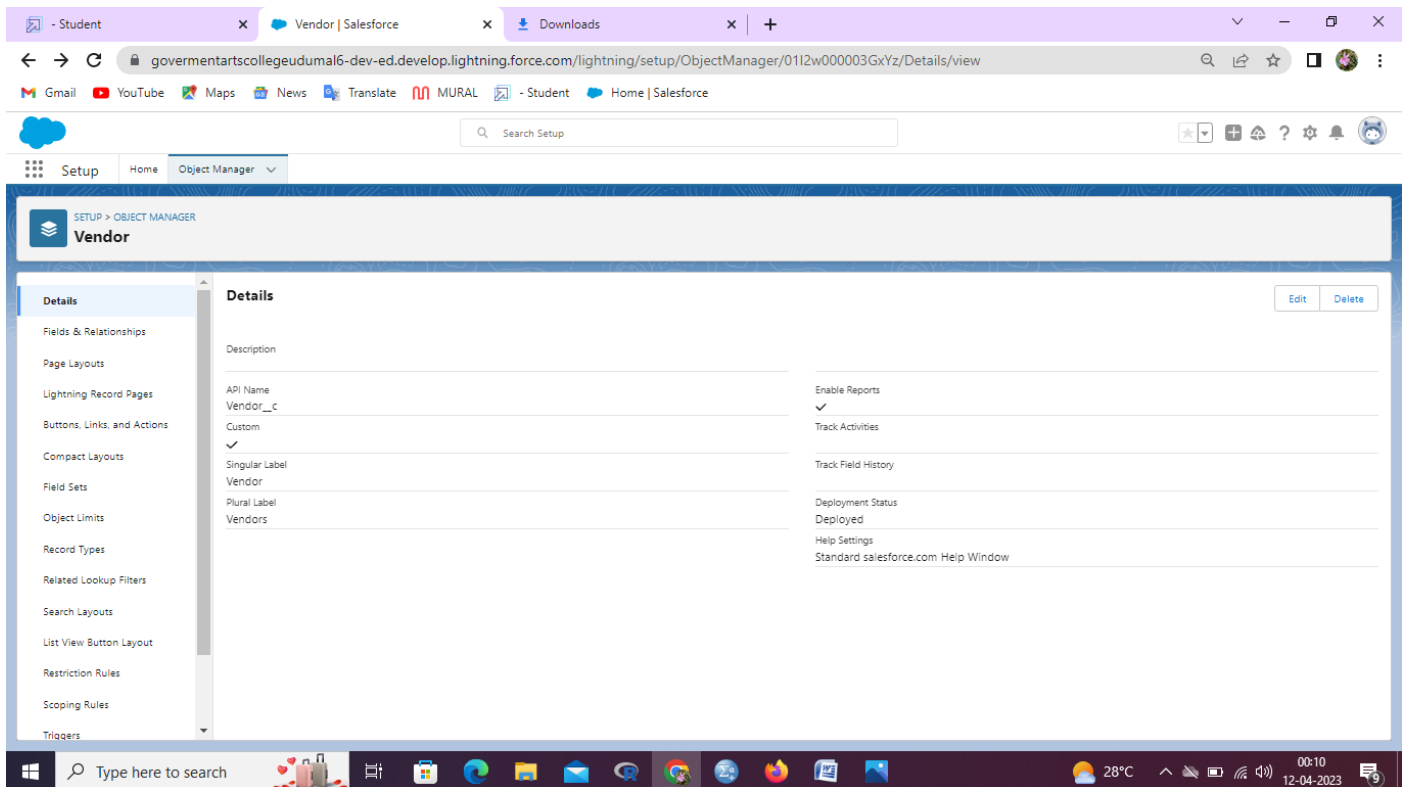 - Student
Vendor | Salesforce
Downloads
govermentartscollegeudumal6-dev-ed.develop.lightning.force.com/lightning/setup/ObjectManager/01I2w000003GxYz/Details/view
Gmail YouTube Maps News Translate MURAL - Student Home | Salesforce
Search Setup
Setup Home Object Manager
SETUP > OBJECT MANAGER
Vendor
Details
Fields & Relationships
Page Layouts
Lightning Record Pages
Buttons, Links, and Actions
Compact Layouts
Field Sets
Object Limits
Record Types
Related Lookup Filters
Search Layouts
List View Button Layout
Restriction Rules
Scoping Rules
Triggers
Details
Edit Delete
Description
API Name
Vendor__c
Custom
Singular Label
Vendor
Plural Label
Vendors
Enable Reports
Track Activities
Track Field History
Deployment Status
Deployed
Help Settings
Standard salesforce.com Help Window
Type here to search
28°C
00:10
12-04-2023
9